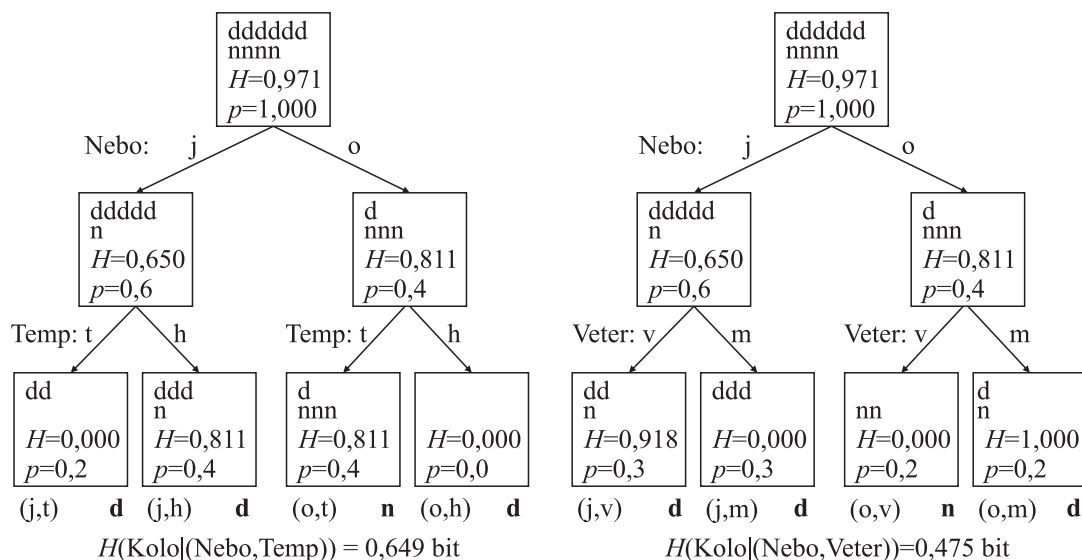 dddddd
nnnn
H=0,971
p=1,000
Nebo: j o
ddddd
n
H=0,650
p=0,6
d
nnn
H=0,811
p=0,4
Temp: t h
Temp: t h
dd
H=0,000
p=0,2
ddd
n
H=0,811
p=0,4
d
nnn
H=0,811
p=0,4
H=0,000
p=0,0
(j,t) d (j,h) d (o,t) n (o,h) d
H(Kolo|(Nebo,Temp)) = 0,649 bit
dddddd
nnnn
H=0,971
p=1,000
Nebo: j o
ddddd
n
H=0,650
p=0,6
d
nnn
H=0,811
p=0,4
Veter: v m
Veter: v m
dd
n
H=0,918
p=0,3
ddd
H=0,000
p=0,3
nn
H=0,000
p=0,2
d
n
H=1,000
p=0,2
(j,v) d (j,m) d (o,v) n (o,m) d
H(Kolo|(Nebo,Veter))=0,475 bit